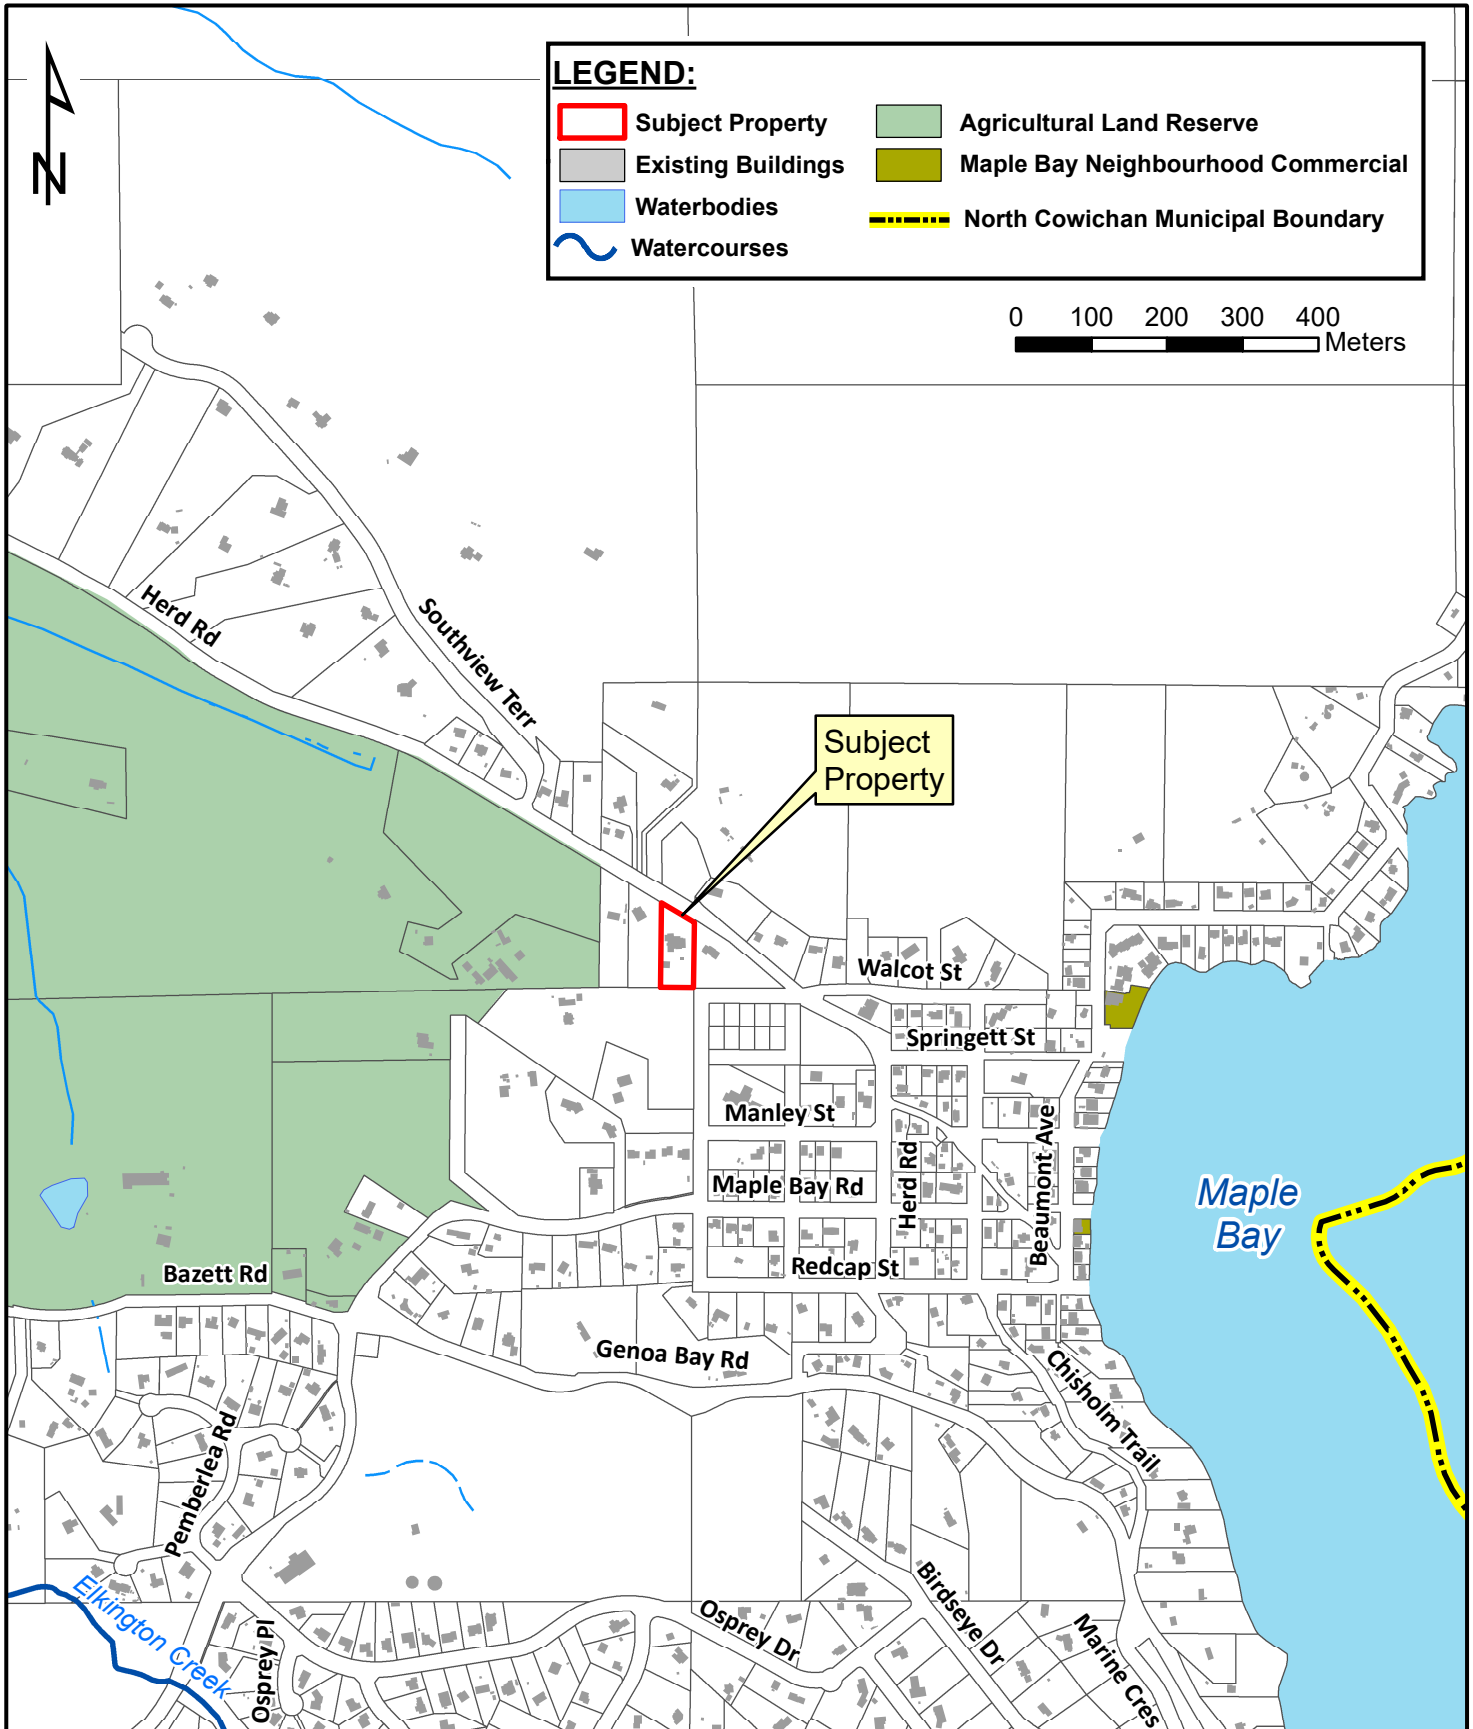 N
LEGEND:
Subject Property
Existing Buildings
Waterbodies
Watercourses
Agricultural Land Reserve
Maple Bay Neighbourhood Commercial
North Cowichan Municipal Boundary
0 100 200 300 400
Meters
Herd Rd
Southview Terr
Subject
Property
Walcot St
Springett St
Manley St
Maple Bay Rd
Herd Rd
Beaumont Ave
Redcap St
Maple
Bay
Bazett Rd
Genoa Bay Rd
Chisholm Trail
Pemberlea Rd
Elkington Creek
Osprey Pl
Osprey Dr
Birdseye Dr
Marine Cres